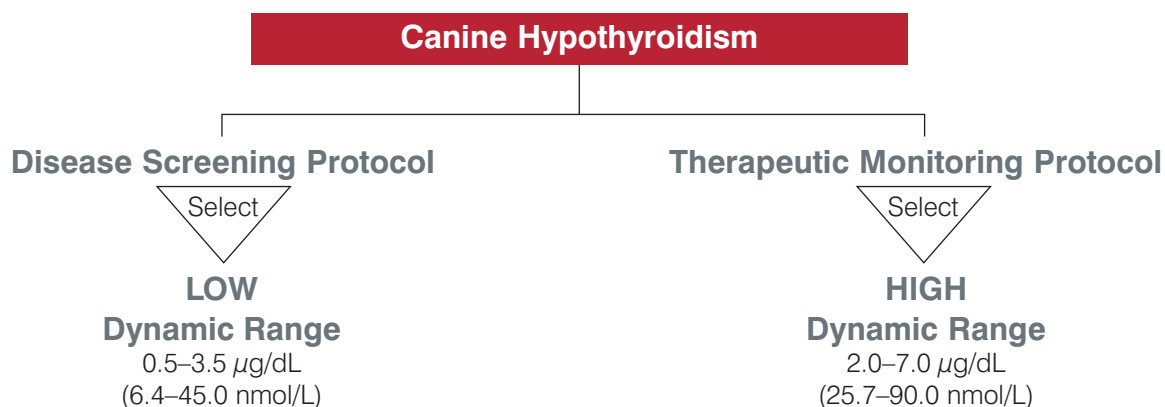 Canine Hypothyroidism
Disease Screening Protocol
Select
LOW
Dynamic Range
0.5–3.5 µg/dL
(6.4–45.0 nmol/L)
Therapeutic Monitoring Protocol
Select
HIGH
Dynamic Range
2.0–7.0 µg/dL
(25.7–90.0 nmol/L)